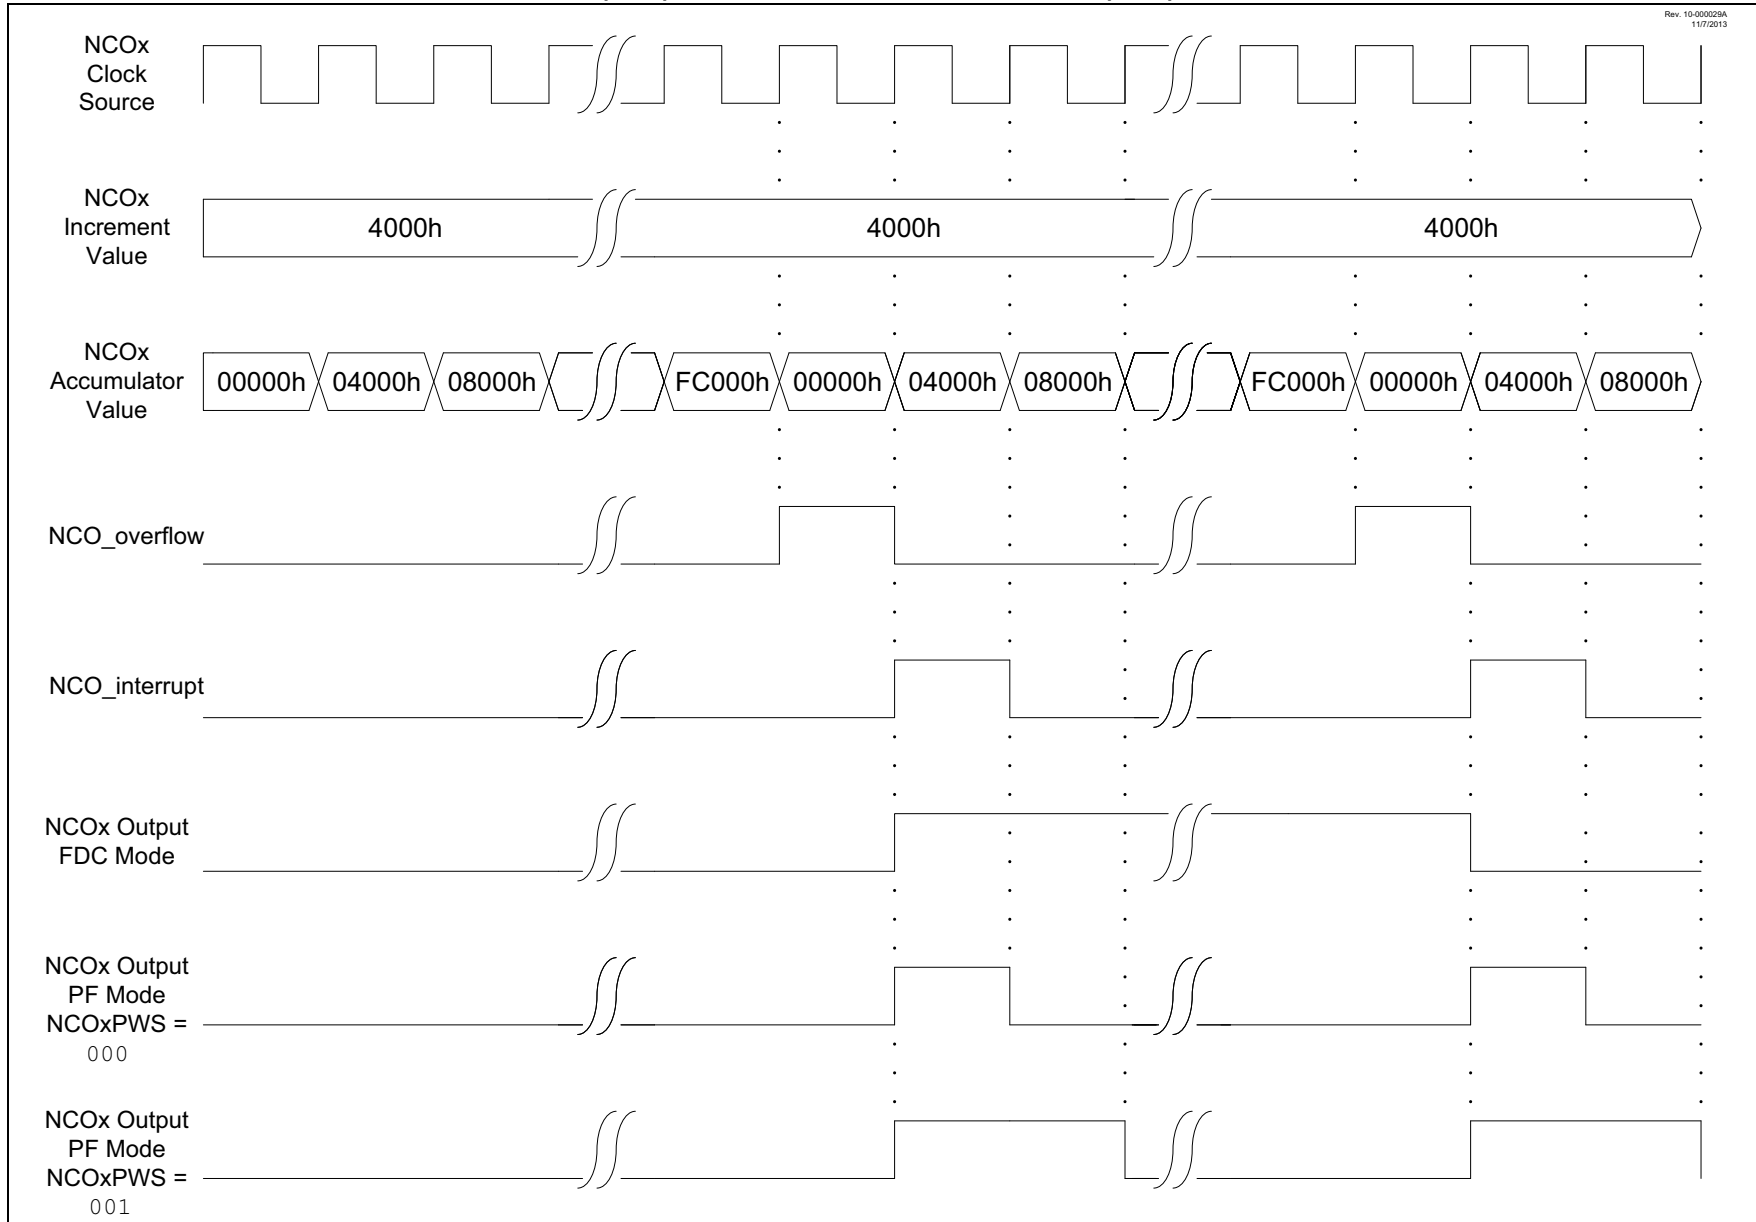 Rev. 10-000029A
11/7/2013
NCOx
Clock
Source
NCOx
Increment
Value
4000h
4000h
4000h
NCOx
Accumulator
Value
00000h 04000h 08000h FC000h 00000h 04000h 08000h FC000h 00000h 04000h 08000h
NCO_overflow
NCO_interrupt
NCOx Output
FDC Mode
NCOx Output
PF Mode
NCOxPWS =
000
NCOx Output
PF Mode
NCOxPWS =
001